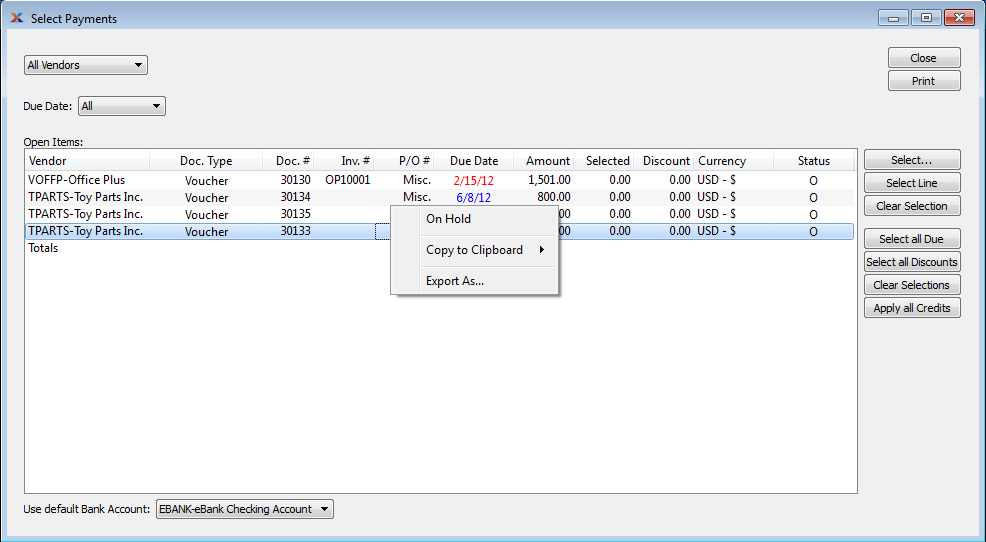 Select Payments
All Vendors
Close
Print
Due Date: All
Open Items:
Vendor Doc. Type Doc. # Inv. # P/O # Due Date Amount Selected Discount Currency Status
VOFFP-Office Plus Voucher 30130 OP10001 Misc. 2/15/12 1,501.00 0.00 0.00 USD - $ O
TPARTS-Toy Parts Inc. Voucher 30134 Misc. 6/8/12 800.00 0.00 0.00 USD - $ O
TPARTS-Toy Parts Inc. Voucher 30135 .00 0.00 0.00 USD - $ O
TPARTS-Toy Parts Inc. Voucher 30133 .00 0.00 0.00 USD - $ O
Totals
On Hold
Copy to Clipboard
Export As...
Select...
Select Line
Clear Selection
Select all Due
Select all Discounts
Clear Selections
Apply all Credits
Use default Bank Account: EBANK-eBank Checking Account